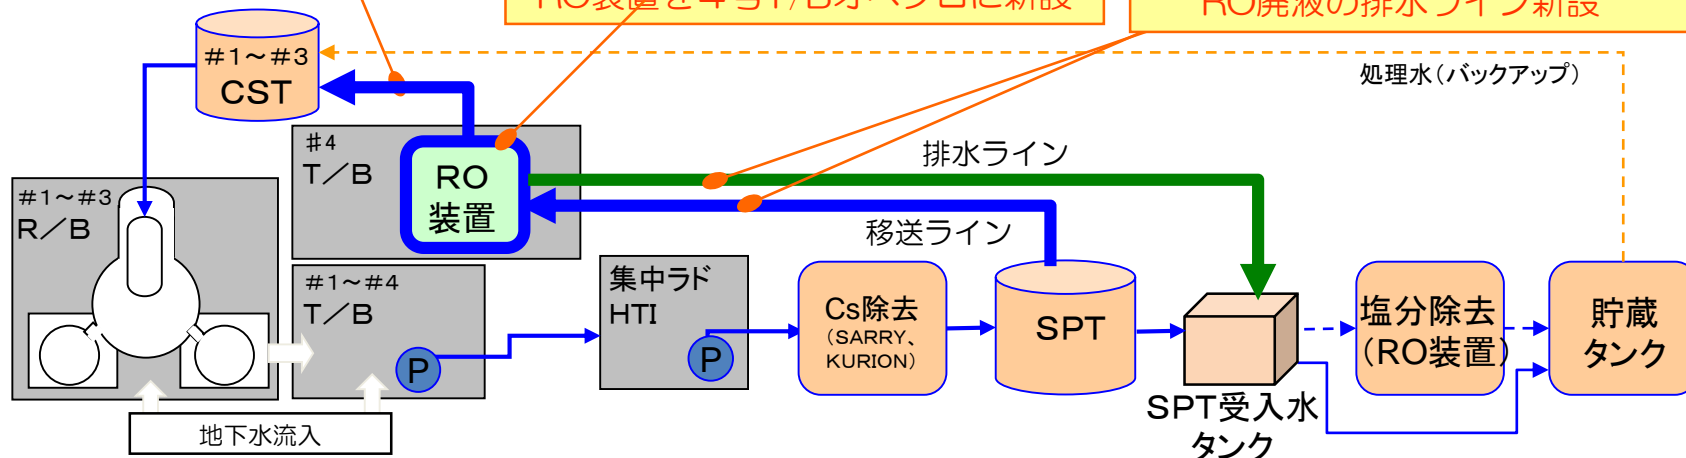 RO装置を4号T/Bオペフロに新設
RO廃液の排水ライン新設
#1～#3
CST
処理水(バックアップ)
#4
T／B
RO
装置
排水ライン
移送ライン
#1～#3
R／B
#1～#4
T／B
P
集中ラド
HTI
P
Cs除去
(SARRY、
KURION)
SPT
SPT受入水
タンク
塩分除去
(RO装置)
貯蔵
タンク
地下水流入